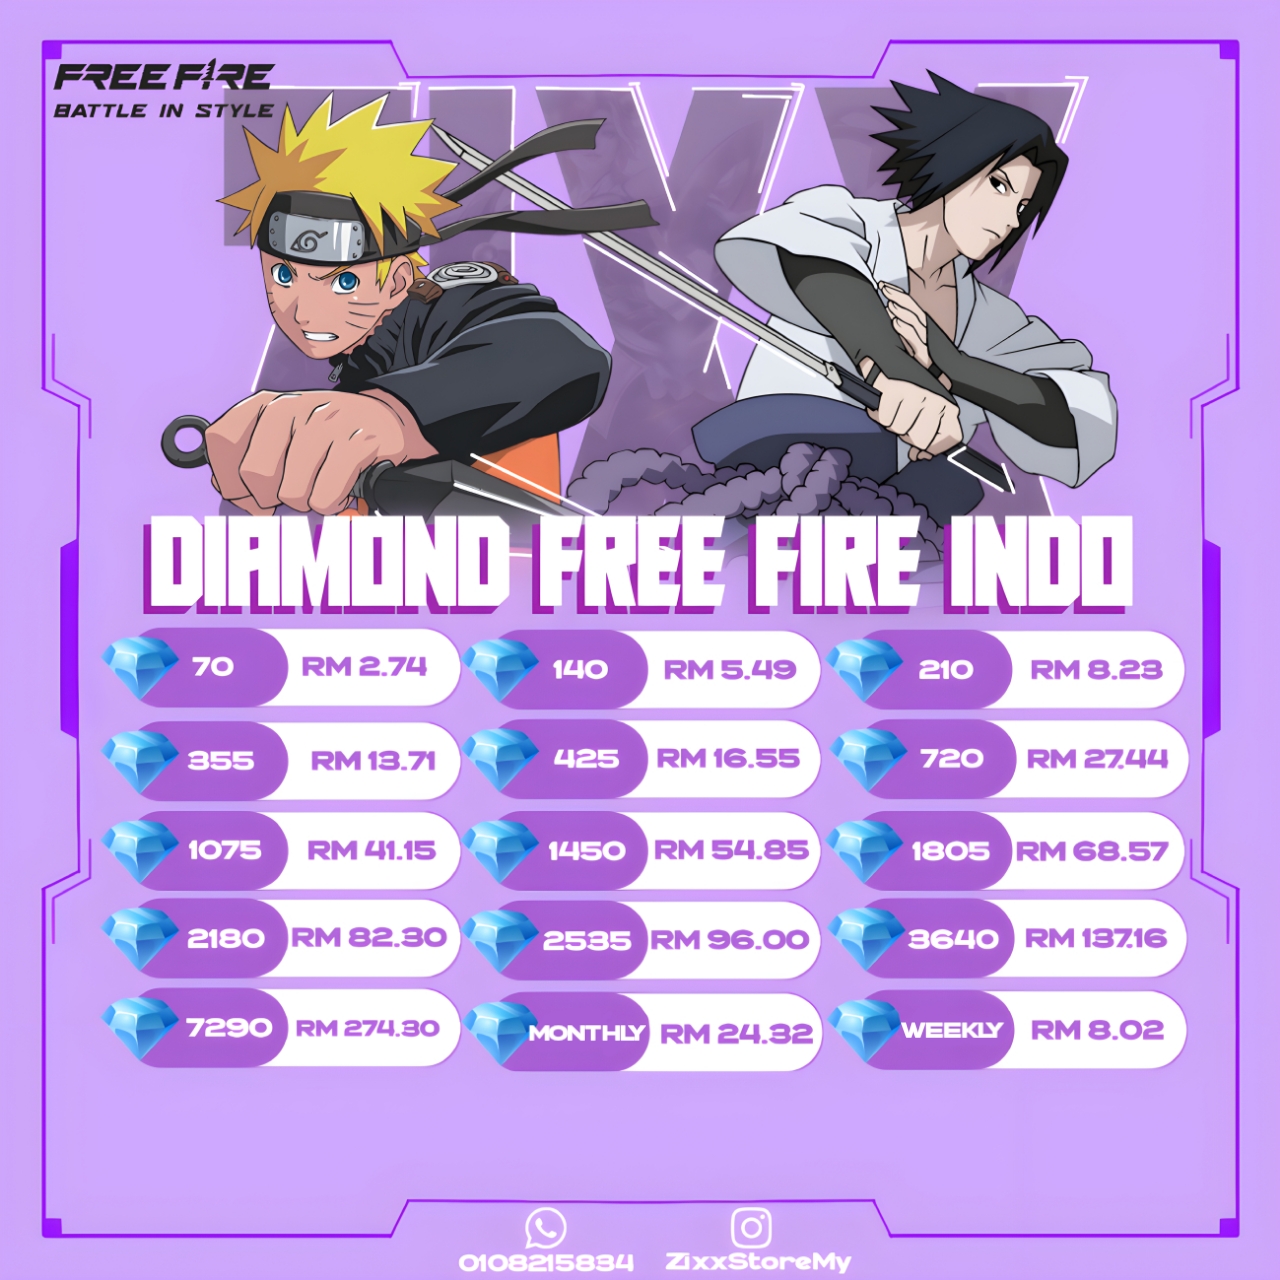 FREE FIRE
BATTLE IN STYLE
ZIXX
DIAMOND FREE FIRE INDO
70 RM 2.74 140 RM 5.49 210 RM 8.23
355 RM 13.71 425 RM 16.55 720 RM 27.44
1075 RM 41.15 1450 RM 54.85 1805 RM 68.57
2180 RM 82.30 2535 RM 96.00 3640 RM 137.16
7290 RM 274.30 MONTHLY RM 24.32 WEEKLY RM 8.02
0108215834 ZixxStoreMy